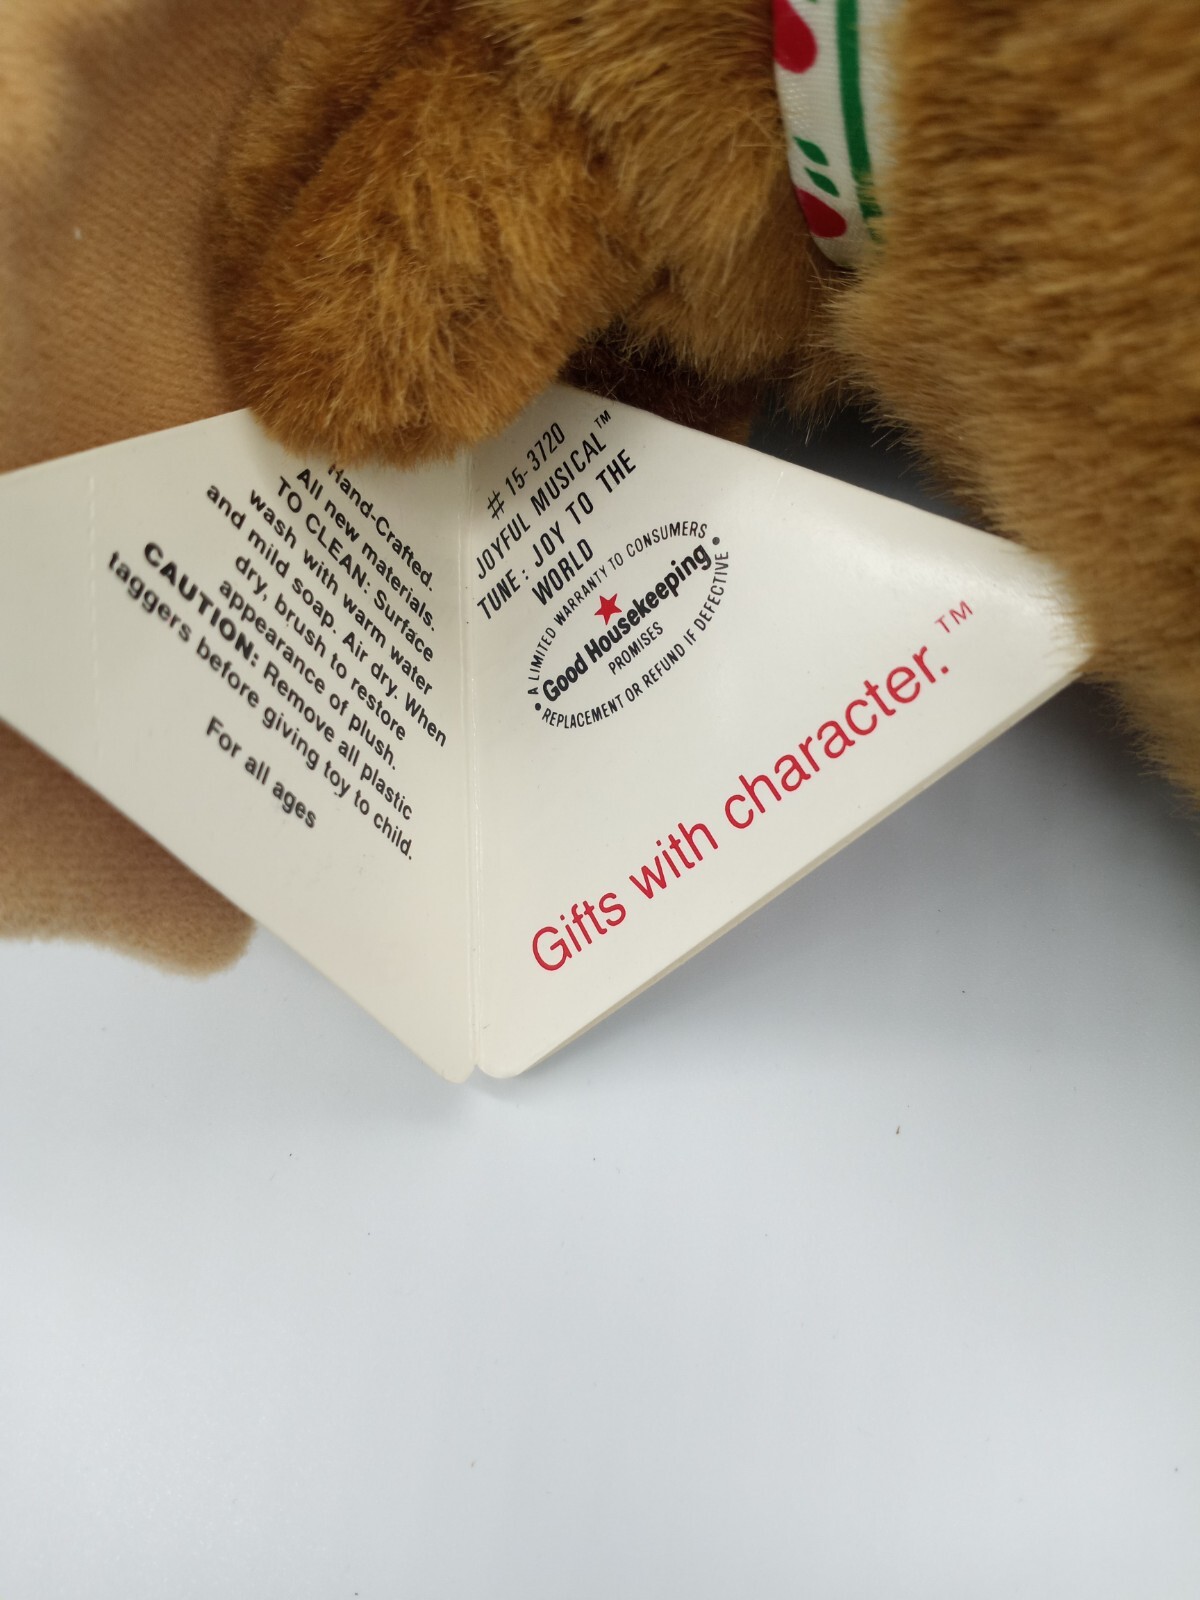 Hand-Crafted.
All new materials.
TO CLEAN: Surface
wash with warm water
and mild soap. Air dry. When
dry, brush to restore
appearance of plush.
CAUTION: Remove all plastic
taggers before giving toy to child.
For all ages
# 15-3720
JOYFUL MUSICAL™
TUNE: JOY TO THE
WORLD
• A LIMITED WARRANTY TO CONSUMERS •
Good Housekeeping
PROMISES
• REPLACEMENT OR REFUND IF DEFECTIVE •
Gifts with character.™